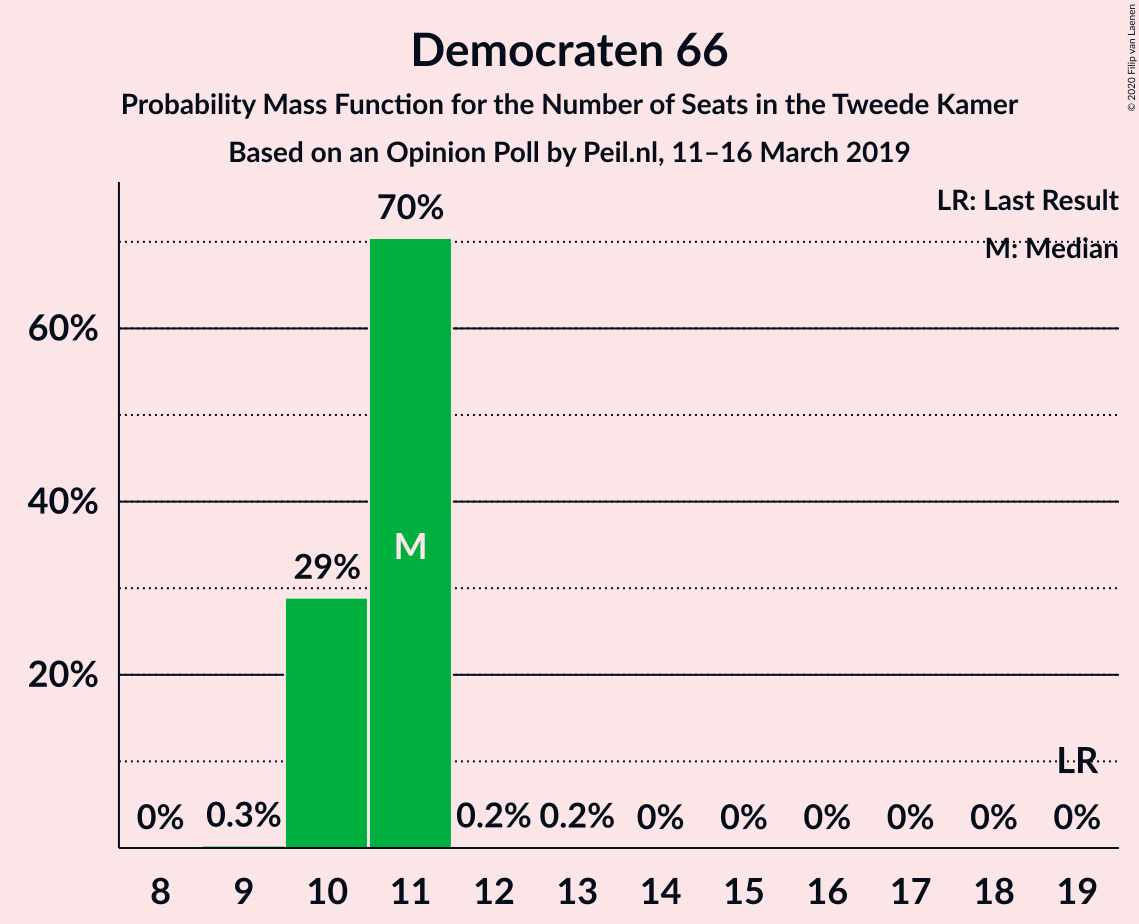 Democraten 66
Probability Mass Function for the Number of Seats in the Tweede Kamer
Based on an Opinion Poll by Peil.nl, 11–16 March 2019
© 2020 Filip van Laenen
LR: Last Result
M: Median
70%
60%
40%
20%
29%
M
LR
0% 0.3% 0.2% 0.2% 0% 0% 0% 0% 0% 0%
8 9 10 11 12 13 14 15 16 17 18 19